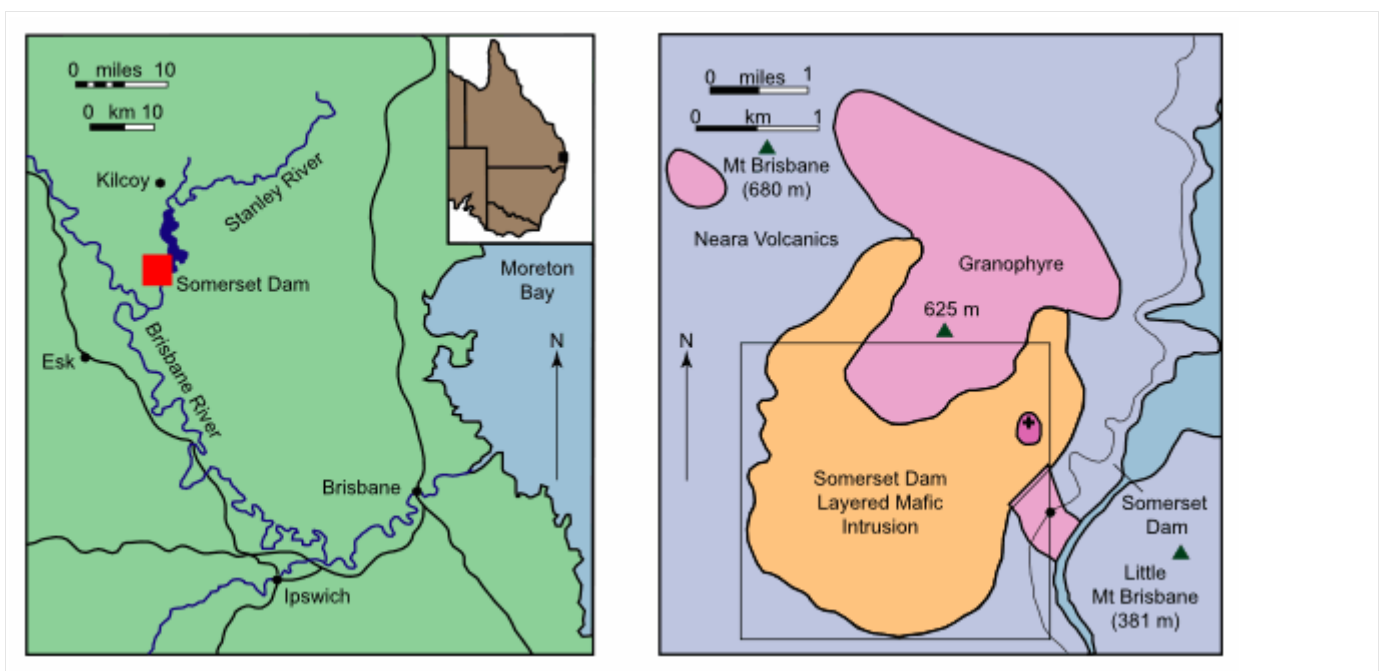 0 miles 10
0 km 10
Kilcoy
Stanley River
Somerset Dam
Moreton
Bay
N
Esk
Brisbane River
Brisbane
Ipswich
0 miles 1
0 km 1
Mt Brisbane
(680 m)
Neara Volcanics
Granophyre
625 m
N
Somerset Dam
Layered Mafic
Intrusion
Somerset
Dam
Little
Mt Brisbane
(381 m)